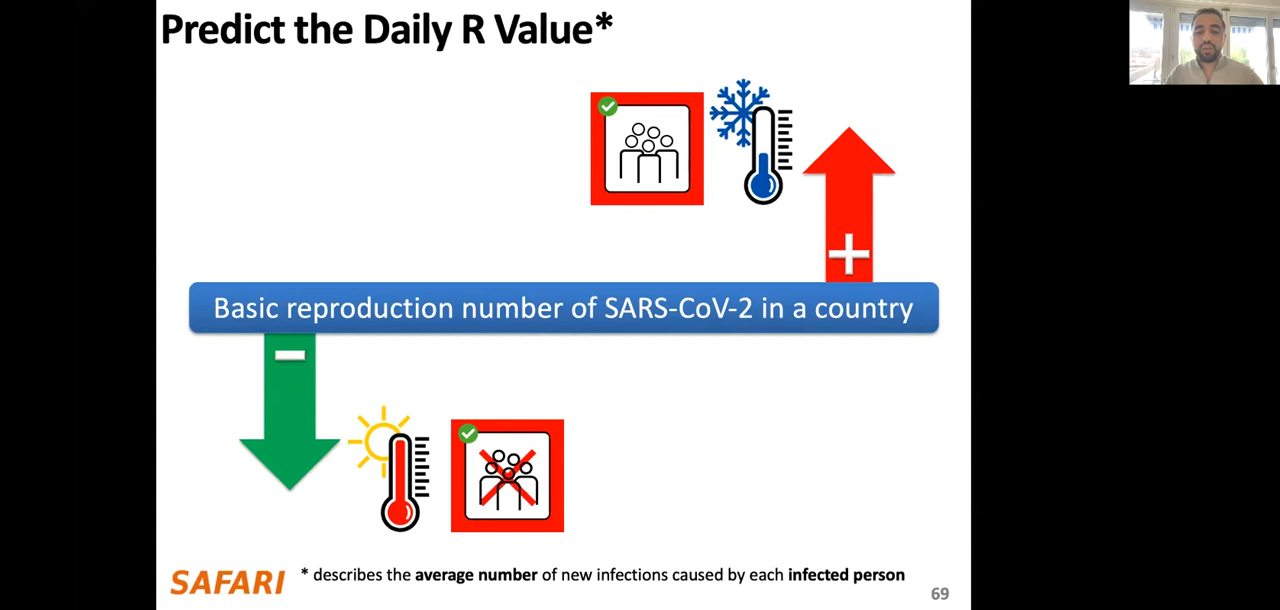 Predict the Daily R Value*
+
Basic reproduction number of SARS-CoV-2 in a country
−
* describes the average number of new infections caused by each infected person
SAFARI
69